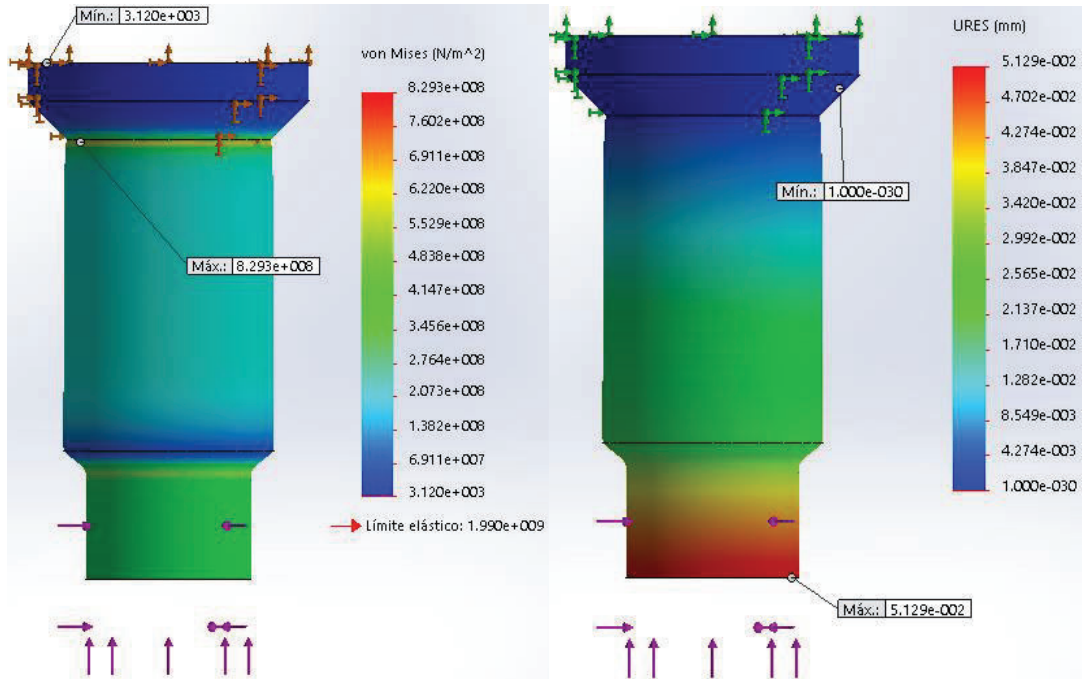 Mín.: 3.120e+003
von Mises (N/m^2)
8.293e+008
7.602e+008
6.911e+008
6.220e+008
5.529e+008
4.838e+008
4.147e+008
3.456e+008
2.764e+008
2.073e+008
1.382e+008
6.911e+007
3.120e+003
Límite elástico: 1.990e+009
Máx.: 8.293e+008
URES (mm)
5.129e-002
4.702e-002
4.274e-002
3.847e-002
3.420e-002
2.992e-002
2.565e-002
2.137e-002
1.710e-002
1.282e-002
8.549e-003
4.274e-003
1.000e-030
Mín.: 1.000e-030
Máx.: 5.129e-002